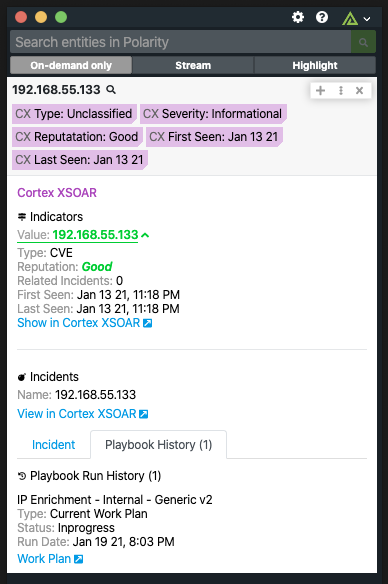 Search entities in Polarity
On-demand only Stream Highlight
192.168.55.133
CX Type: Unclassified CX Severity: Informational
CX Reputatation: Good CX First Seen: Jan 13 21
CX Last Seen: Jan 13 21
Cortex XSOAR
Indicators
Value: 192.168.55.133
Type: CVE
Reputation: Good
Related Incidents: 0
First Seen: Jan 13 21, 11:18 PM
Last Seen: Jan 13 21, 11:18 PM
Show in Cortex XSOAR
Incidents
Name: 192.168.55.133
View in Cortex XSOAR
Incident Playbook History (1)
Playbook Run History (1)
IP Enrichment - Internal - Generic v2
Type: Current Work Plan
Status: Inprogress
Run Date: Jan 19 21, 8:03 PM
Work Plan